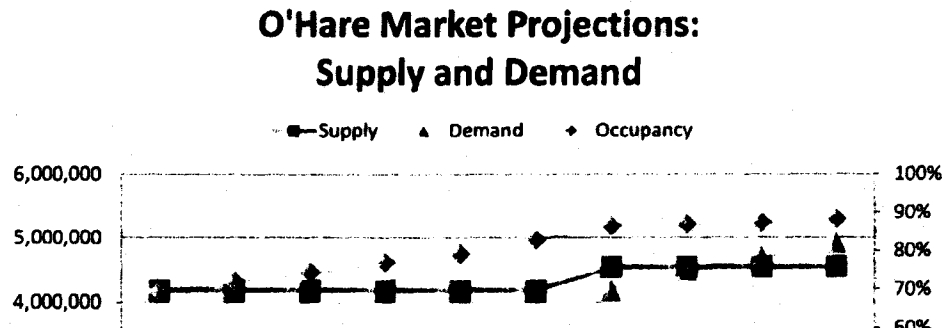 O'Hare Market Projections:
Supply and Demand
Supply Demand Occupancy
6,000,000 100%
90%
5,000,000
80%
70%
4,000,000
60%